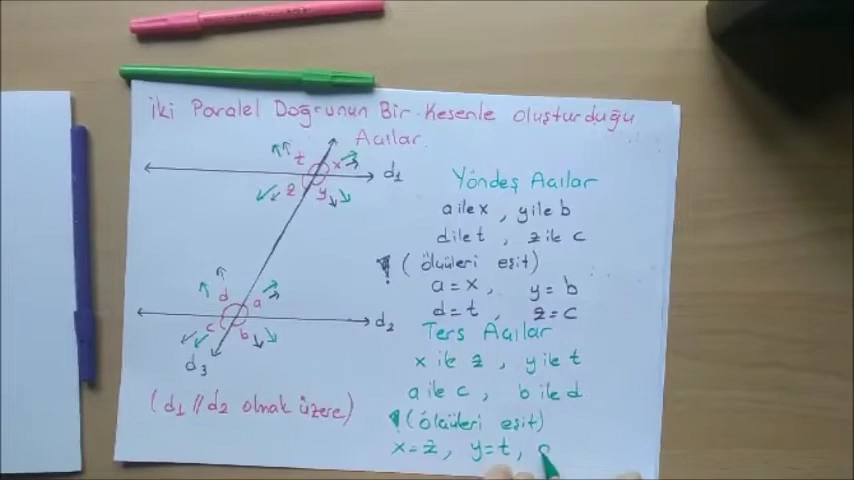 iki Paralel Doğrunun Bir Kesenle oluşturduğu
Açılar
t x d1
z y
d a
c b d2
d3
(d1 // d2 olmak üzere)
Yöndeş Açılar
a ile x, y ile b
d ile t, z ile c
! (ölçüleri eşit)
a = x, y = b
d = t, z = c
Ters Açılar
x ile z, y ile t
a ile c, b ile d
! (ölçüleri eşit)
x = z, y = t,